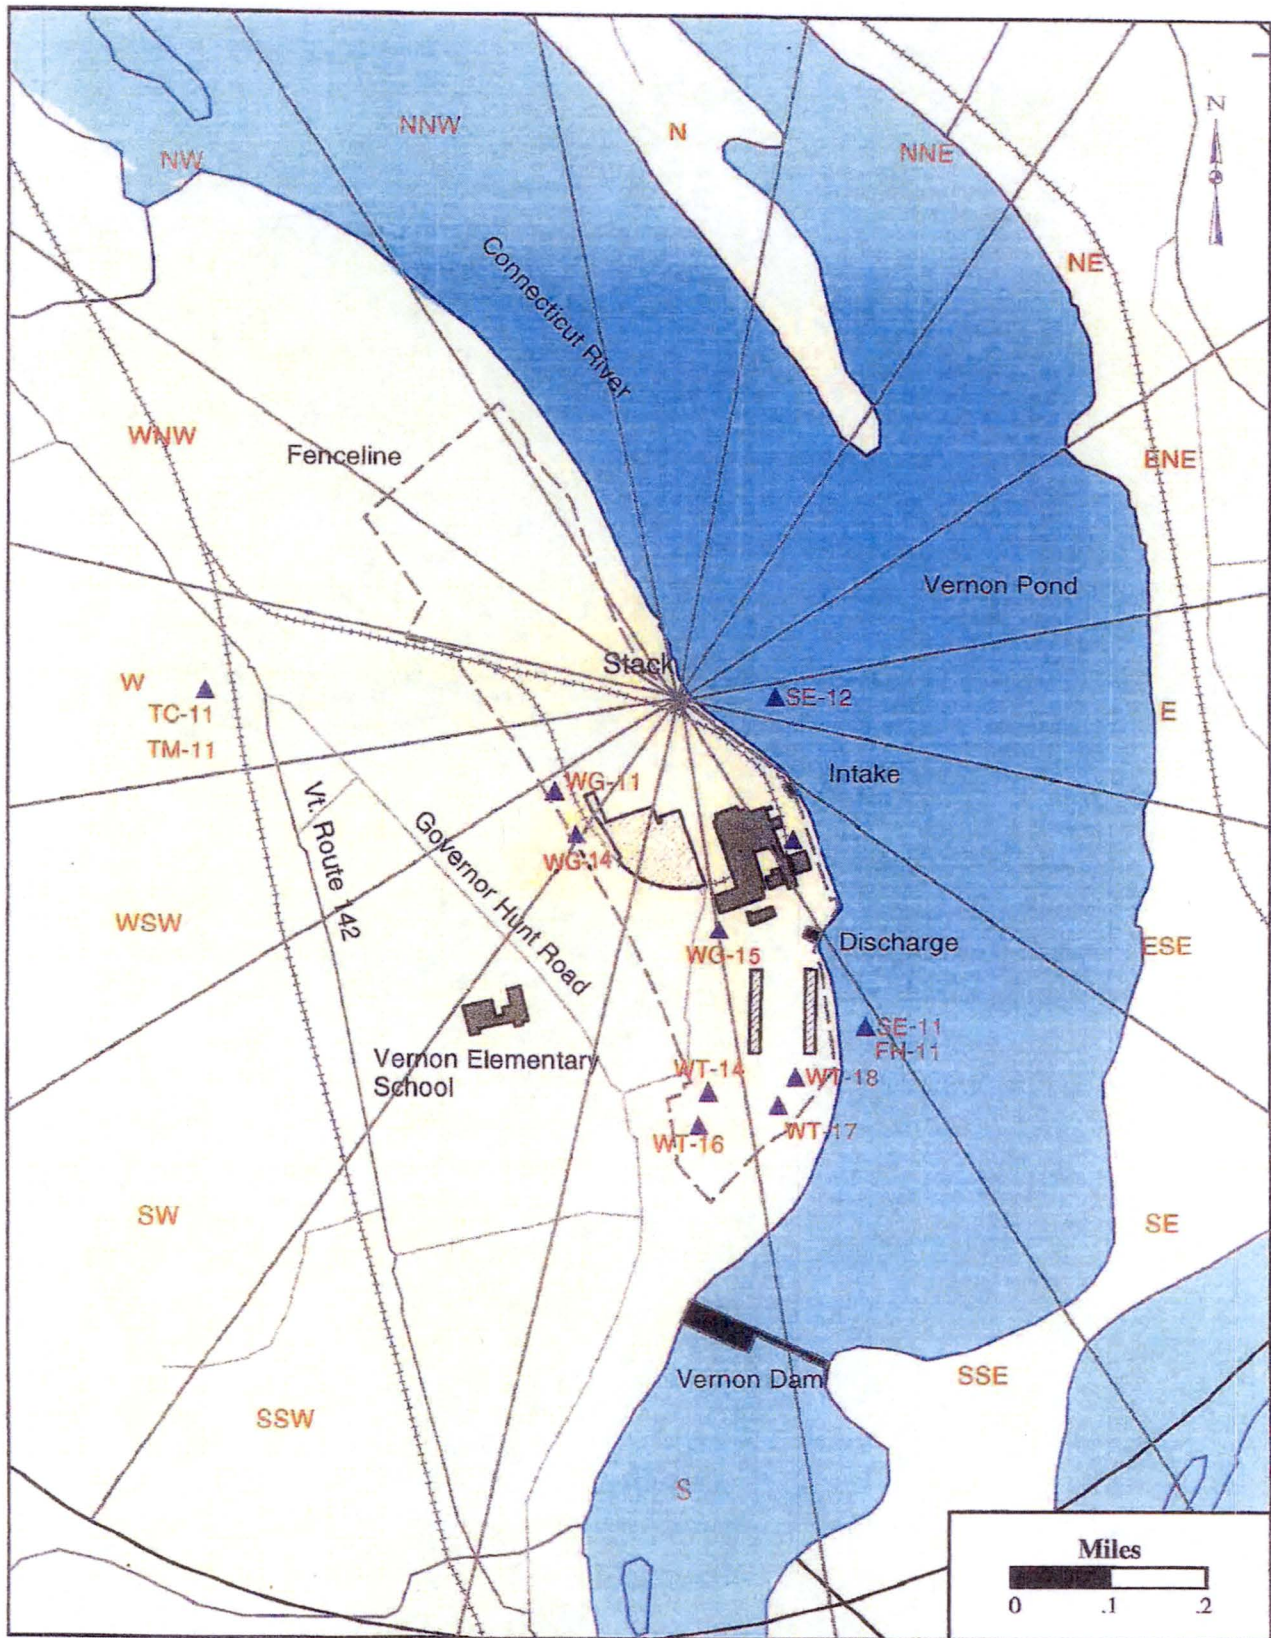 NNW
N
NNE
NW
N
NE
Connecticut River
WNW
Fenceline
ENE
Vernon Pond
Stack
W
TC-11
TM-11
SE-12
E
Intake
WG-11
Vt. Route 142
Governor Hunt Road
WG-14
WSW
WG-15
Discharge
ESE
SE-11
FH-11
Vernon Elementary
School
WT-14
WT-18
WT-16
WT-17
SW
SE
Vernon Dam
SSE
SSW
S
Miles
0 .1 .2